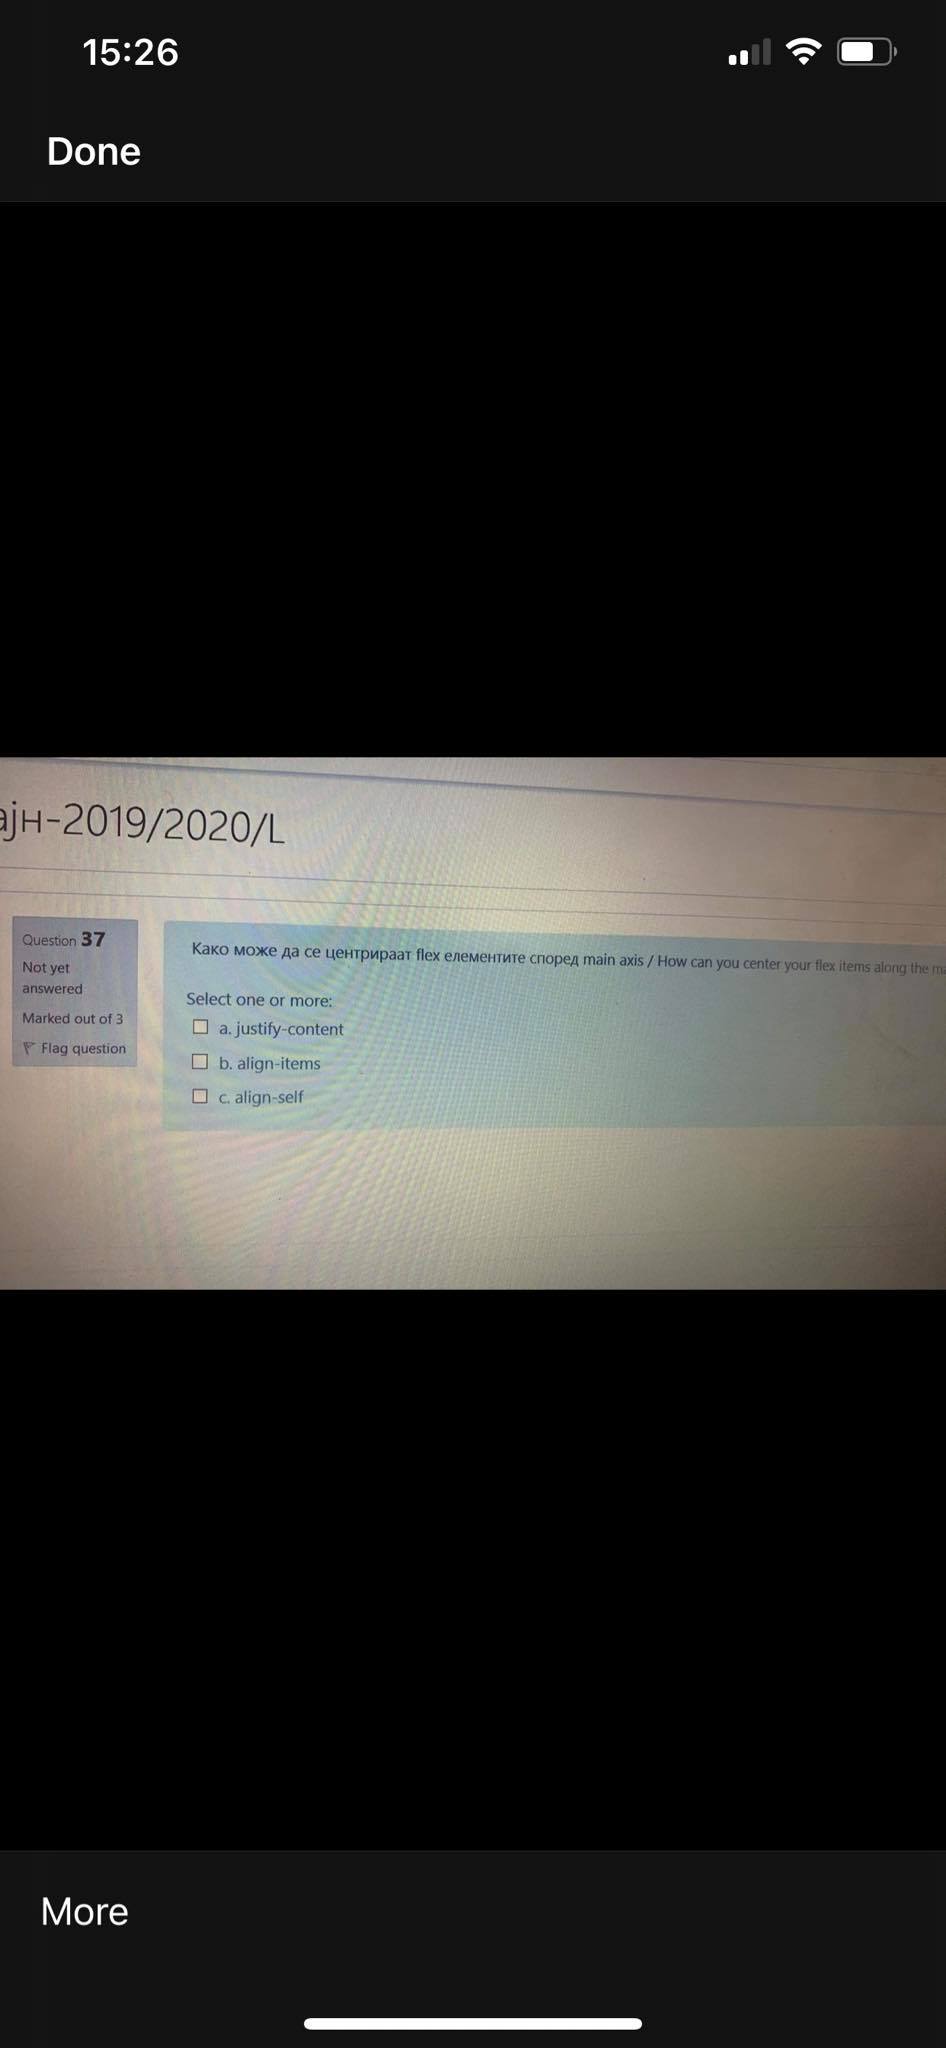 15:26
Done
ајн-2019/2020/L
Question 37
Not yet
answered
Marked out of 3
Flag question
Како може да се центрираат flex елементите според main axis / How can you center your flex items along the
Select one or more:
a. justify-content
b. align-items
c. align-self
More